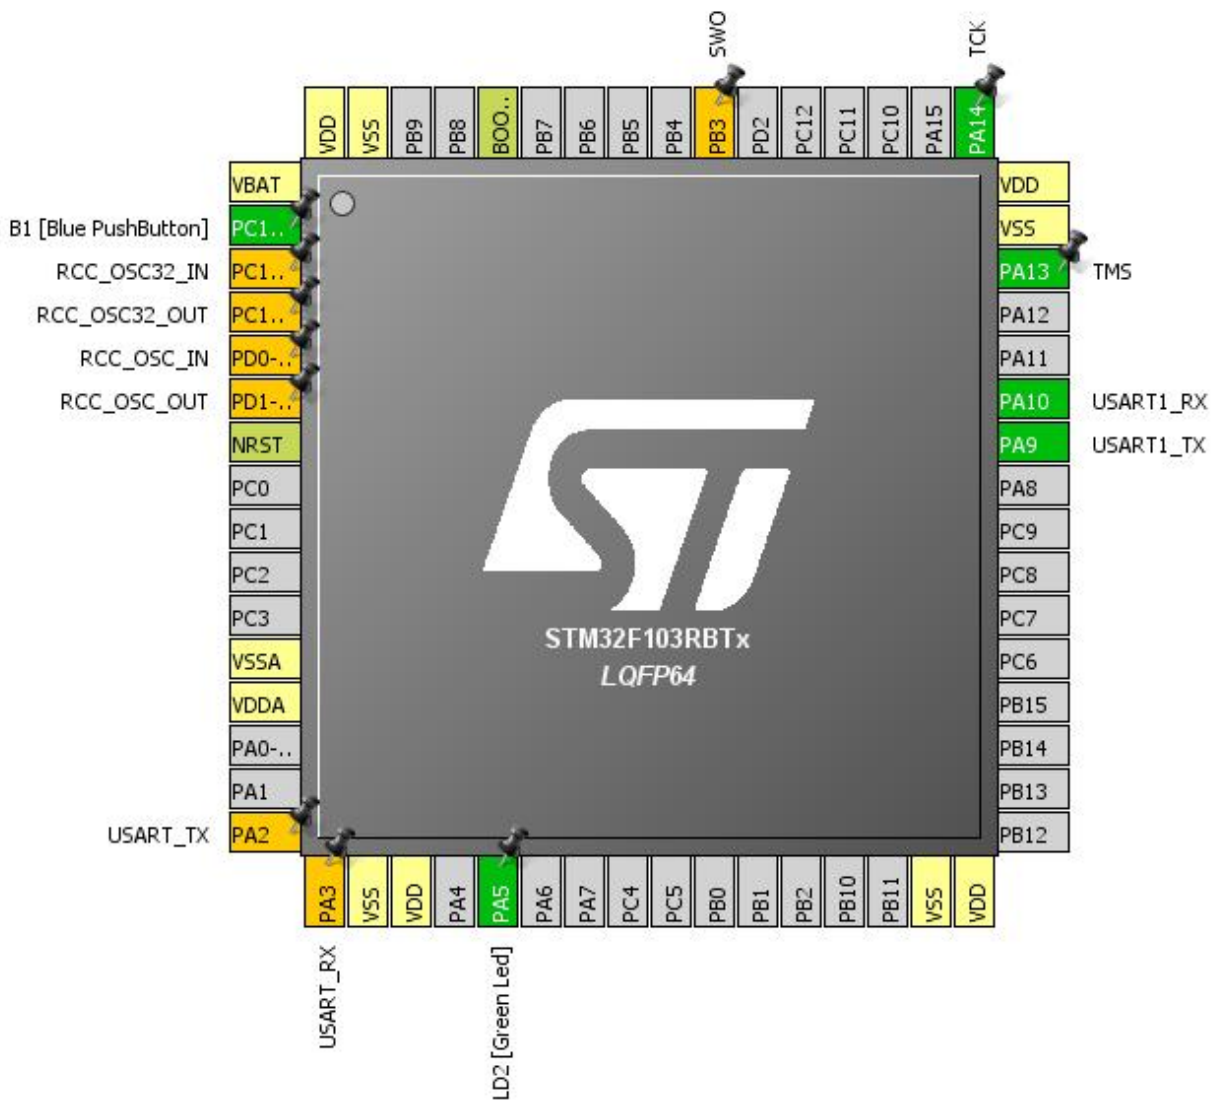 SWO
TCK
VDD
VSS
PB9
PB8
BOO..
PB7
PB6
PB5
PB4
PB3
PD2
PC12
PC11
PC10
PA15
PA14
B1 [Blue PushButton]
RCC_OSC32_IN
RCC_OSC32_OUT
RCC_OSC_IN
RCC_OSC_OUT
USART_TX
VBAT
PC1..
PC1..
PC1..
PD0-..
PD1-..
NRST
PC0
PC1
PC2
PC3
VSSA
VDDA
PA0-..
PA1
PA2
ST
STM32F103RBTx
LQFP64
VDD
VSS
PA13
PA12
PA11
PA10
PA9
PA8
PC9
PC8
PC7
PC6
PB15
PB14
PB13
PB12
TMS
USART1_RX
USART1_TX
PA3
VSS
VDD
PA4
PA5
PA6
PA7
PC4
PC5
PB0
PB1
PB2
PB10
PB11
VSS
VDD
USART_RX
LD2 [Green Led]